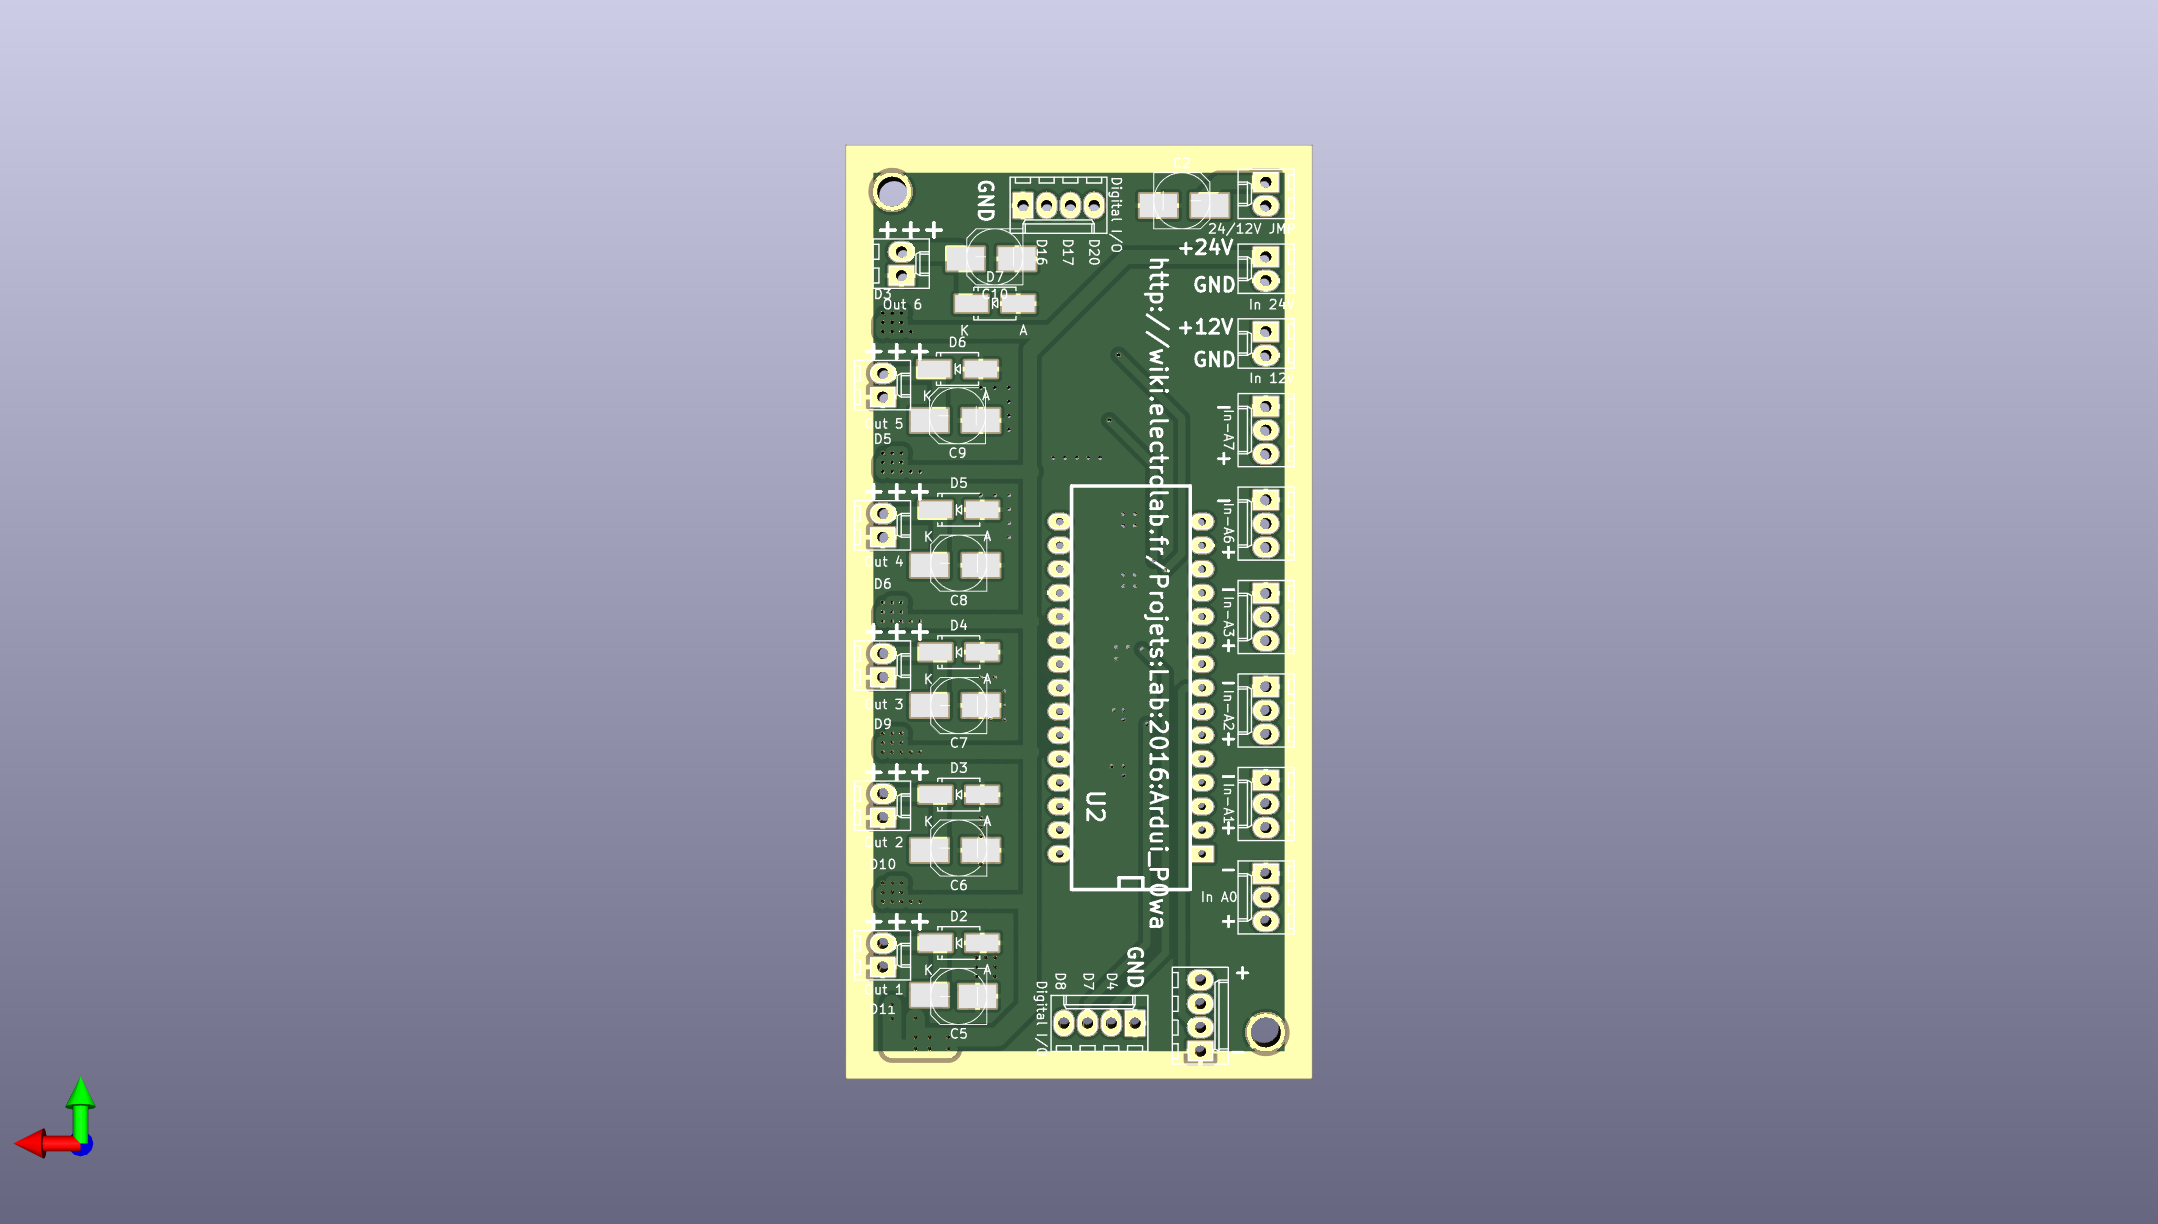 C2
GND
Digital I/O
+++
24/12V JMP
D16
D17
D20
+24V
GND
D7
C10
D3
Out 6
In 24V
K
A
+12V
GND
In 12V
+++
D6
K
A
Out 5
D5
C9
-
In-A7
+
+++
D5
K
A
Out 4
D6
C8
-
In-A6
+
http://wiki.electrolab.fr/Projets:Lab:2016:Ardui_P0wa
+++
D4
K
A
Out 3
D9
C7
-
In-A3
+
-
In-A2
+
+++
D3
K
A
Out 2
D10
C6
U2
-
In-A1
+
-
In A0
+
+++
D2
K
A
Out 1
D11
C5
GND
D8
D7
D4
Digital I/O
+
-